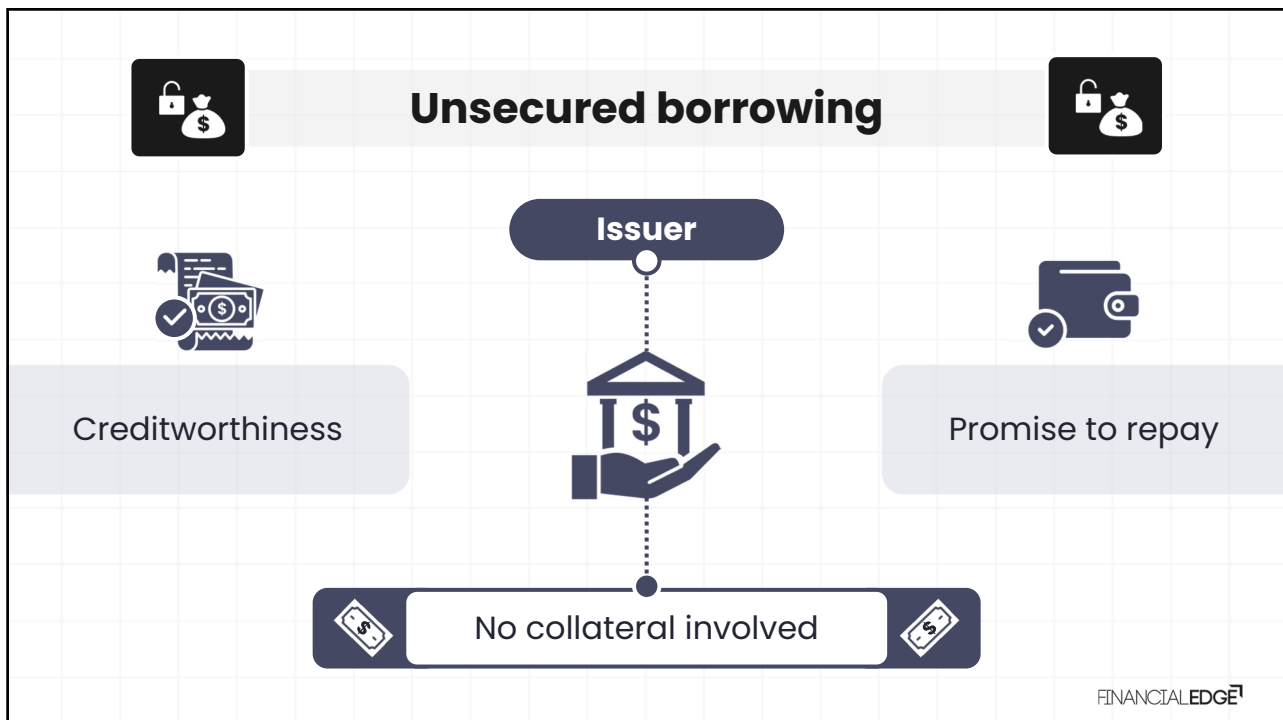 Unsecured borrowing
Issuer
Creditworthiness
Promise to repay
No collateral involved
FINANCIALEDGE